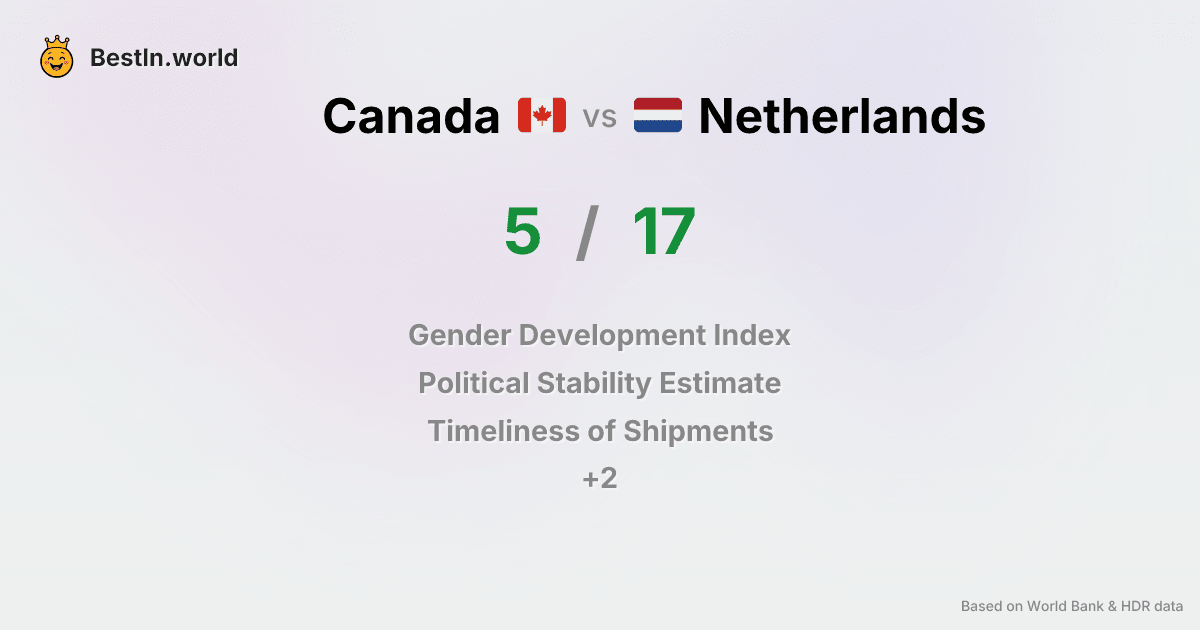 BestIn.world
Canada vs Netherlands
5 / 17
Gender Development Index
Political Stability Estimate
Timeliness of Shipments
+2
Based on World Bank & HDR data